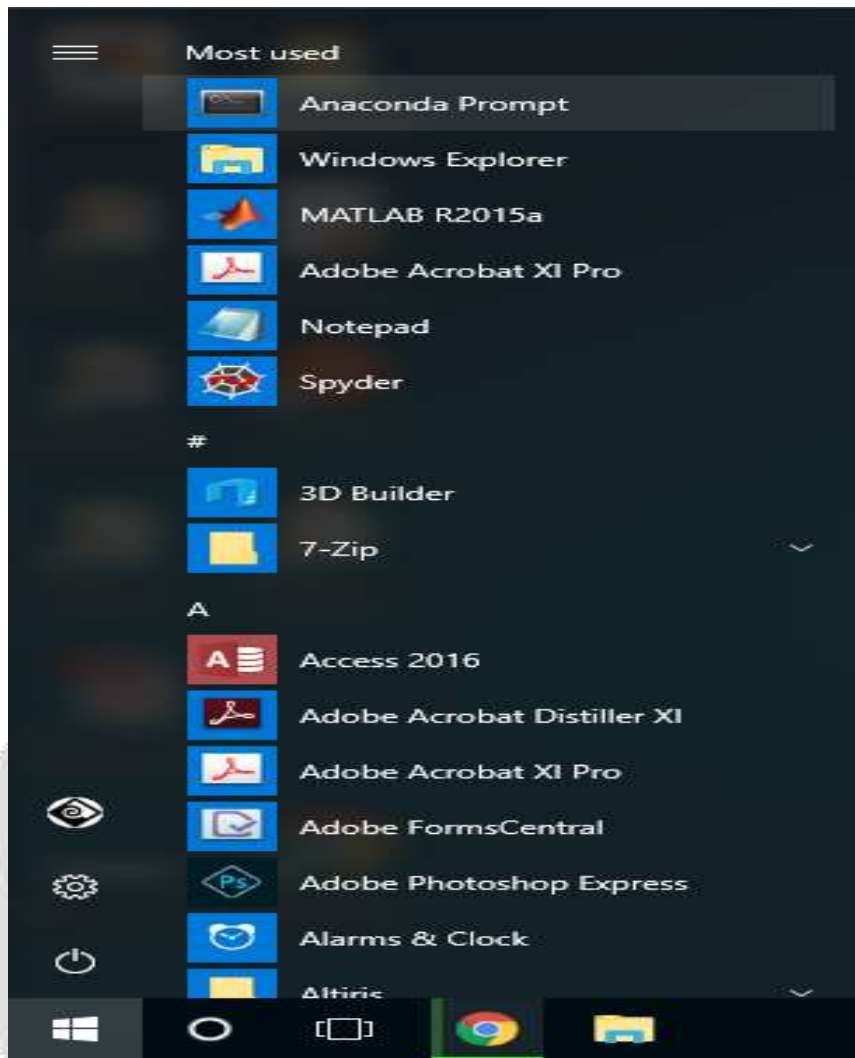 Most used
Anaconda Prompt
Windows Explorer
MATLAB R2015a
Adobe Acrobat XI Pro
Notepad
Spyder
#
3D Builder
7-Zip
A
A Access 2016
Adobe Acrobat Distiller XI
Adobe Acrobat XI Pro
Adobe FormsCentral
Ps Adobe Photoshop Express
Alarms & Clock
Altiris